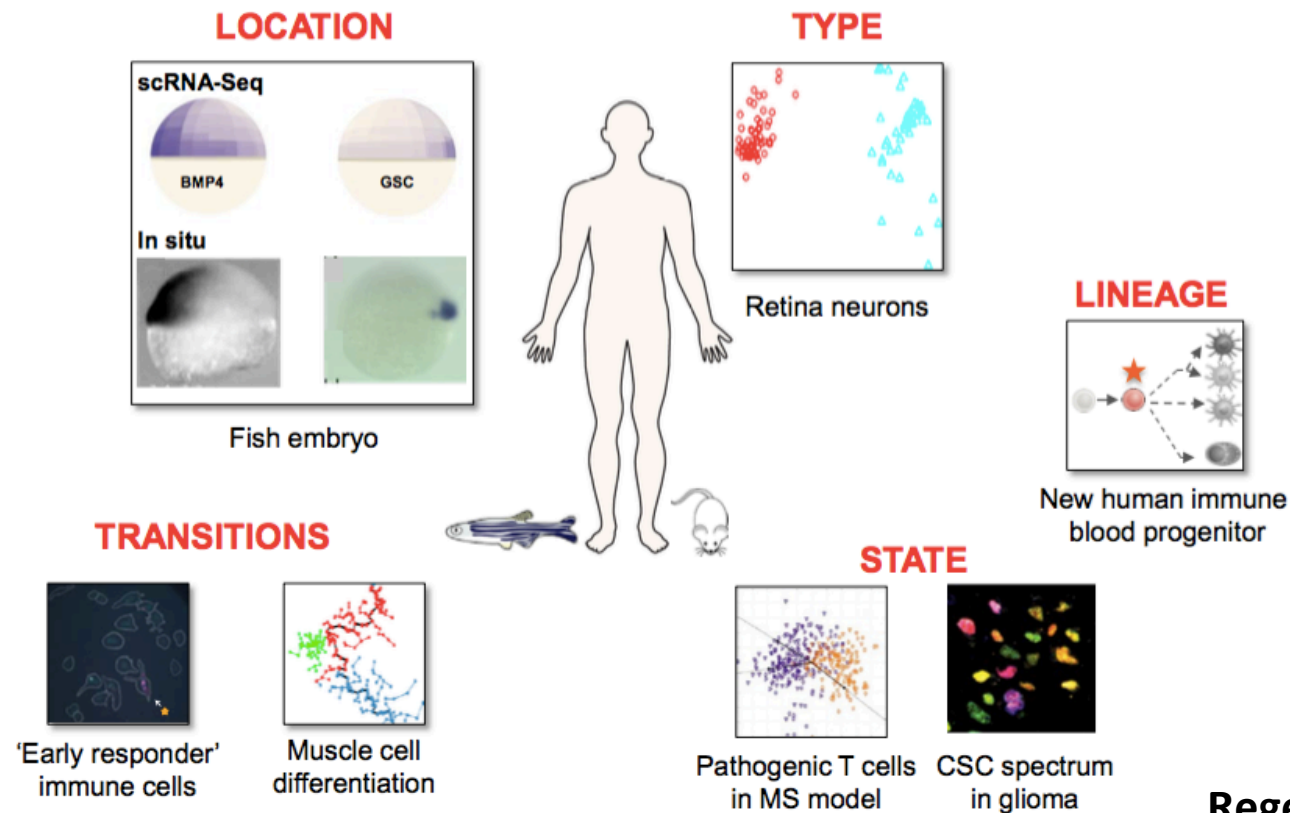 LOCATION
scRNA-Seq
BMP4
GSC
In situ
Fish embryo
TYPE
Retina neurons
LINEAGE
New human immune
blood progenitor
TRANSITIONS
'Early responder'
immune cells
Muscle cell
differentiation
STATE
Pathogenic T cells
in MS model
CSC spectrum
in glioma